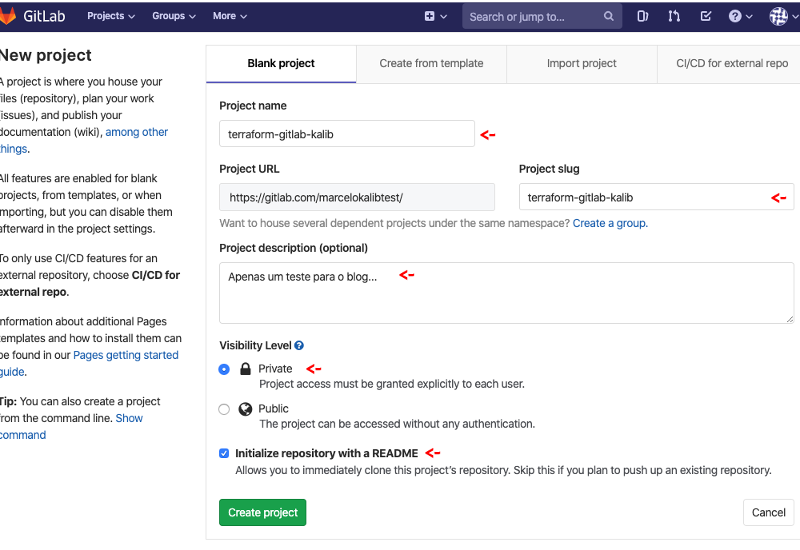 GitLab Projects Groups More Search or jump to...
New project
A project is where you house your
files (repository), plan your work
(issues), and publish your
documentation (wiki), among other
things.
All features are enabled for blank
projects, from templates, or when
importing, but you can disable them
afterward in the project settings.
To only use CI/CD features for an
external repository, choose CI/CD for
external repo.
Information about additional Pages
templates and how to install them can
be found in our Pages getting started
guide.
Tip: You can also create a project
from the command line. Show
command
Blank project Create from template Import project CI/CD for external repo
Project name
terraform-gitlab-kalib
Project URL Project slug
https://gitlab.com/marcelokalibtest/ terraform-gitlab-kalib
Want to house several dependent projects under the same namespace? Create a group.
Project description (optional)
Apenas um teste para o blog...
Visibility Level
Private
Project access must be granted explicitly to each user.
Public
The project can be accessed without any authentication.
Initialize repository with a README
Allows you to immediately clone this project's repository. Skip this if you plan to push up an existing repository.
Create project Cancel